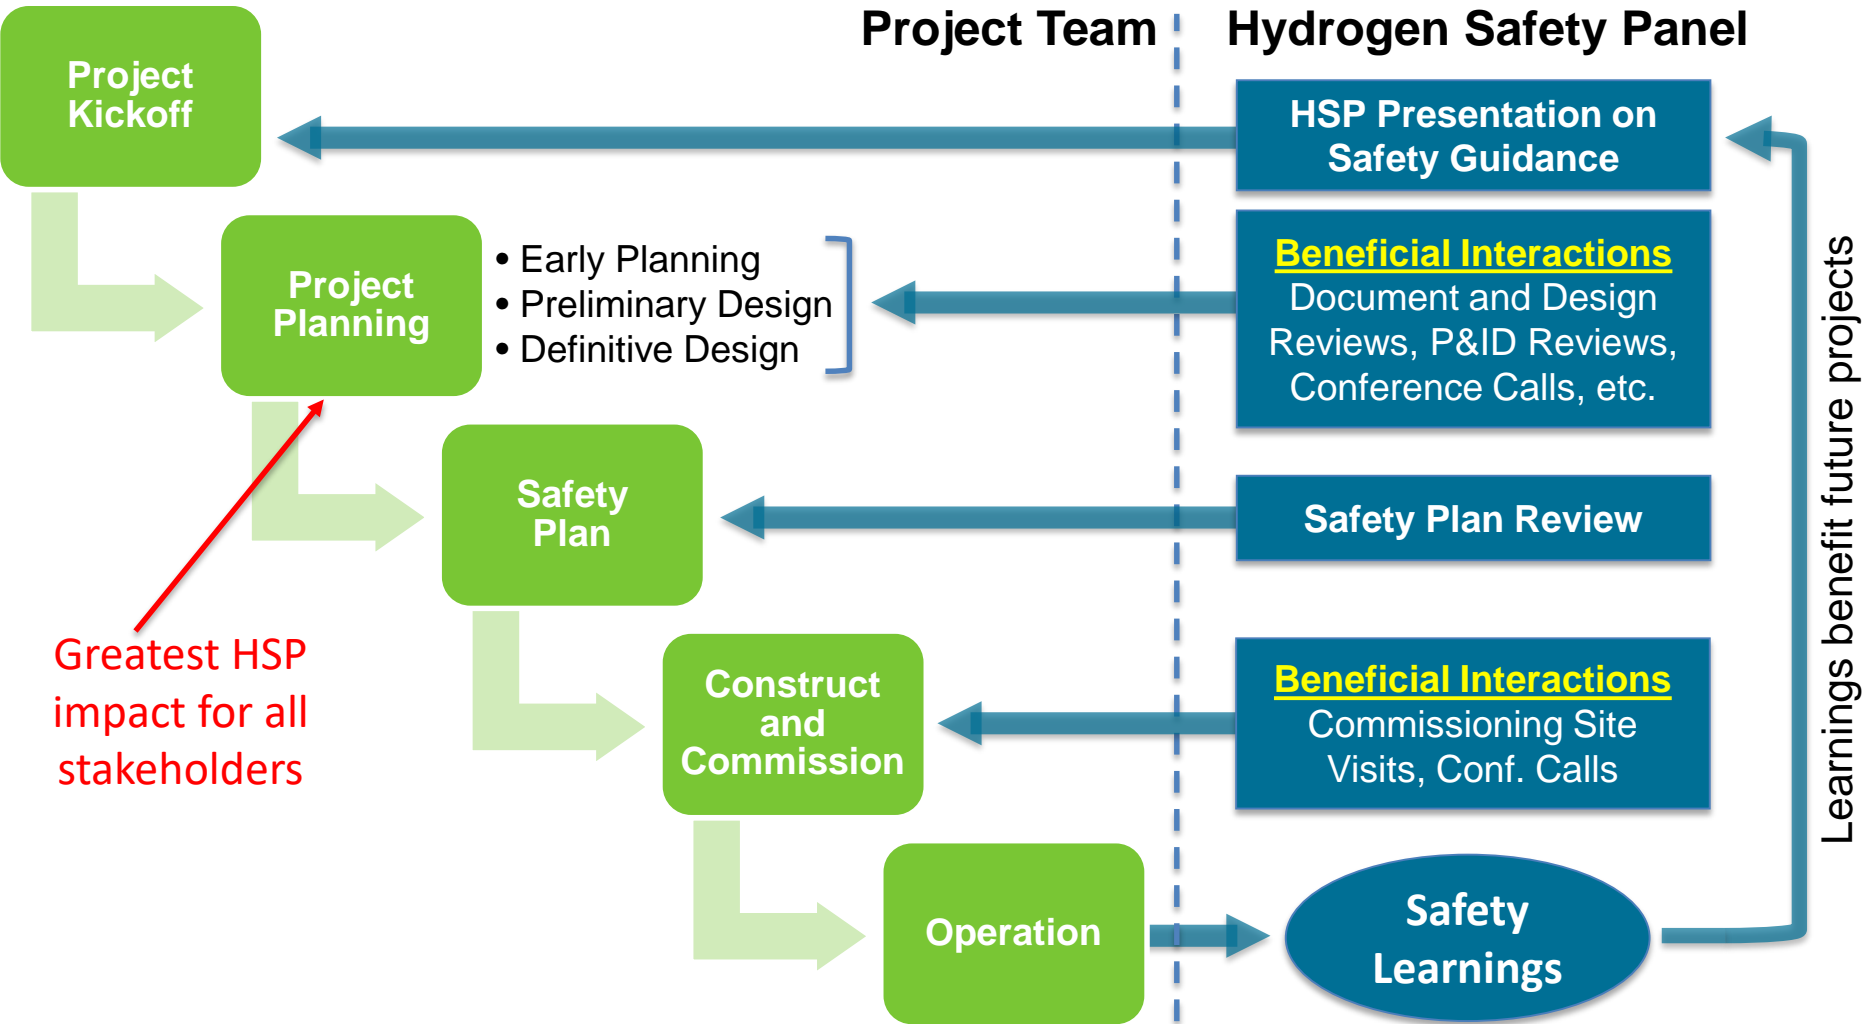 Project Team
Hydrogen Safety Panel
Project
Kickoff
HSP Presentation on
Safety Guidance
Project
Planning
• Early Planning
• Preliminary Design
• Definitive Design
Beneficial Interactions
Document and Design
Reviews, P&ID Reviews,
Conference Calls, etc.
Safety
Plan
Safety Plan Review
Greatest HSP
impact for all
stakeholders
Construct
and
Commission
Beneficial Interactions
Commissioning Site
Visits, Conf. Calls
Operation
Safety
Learnings
Learnings benefit future projects